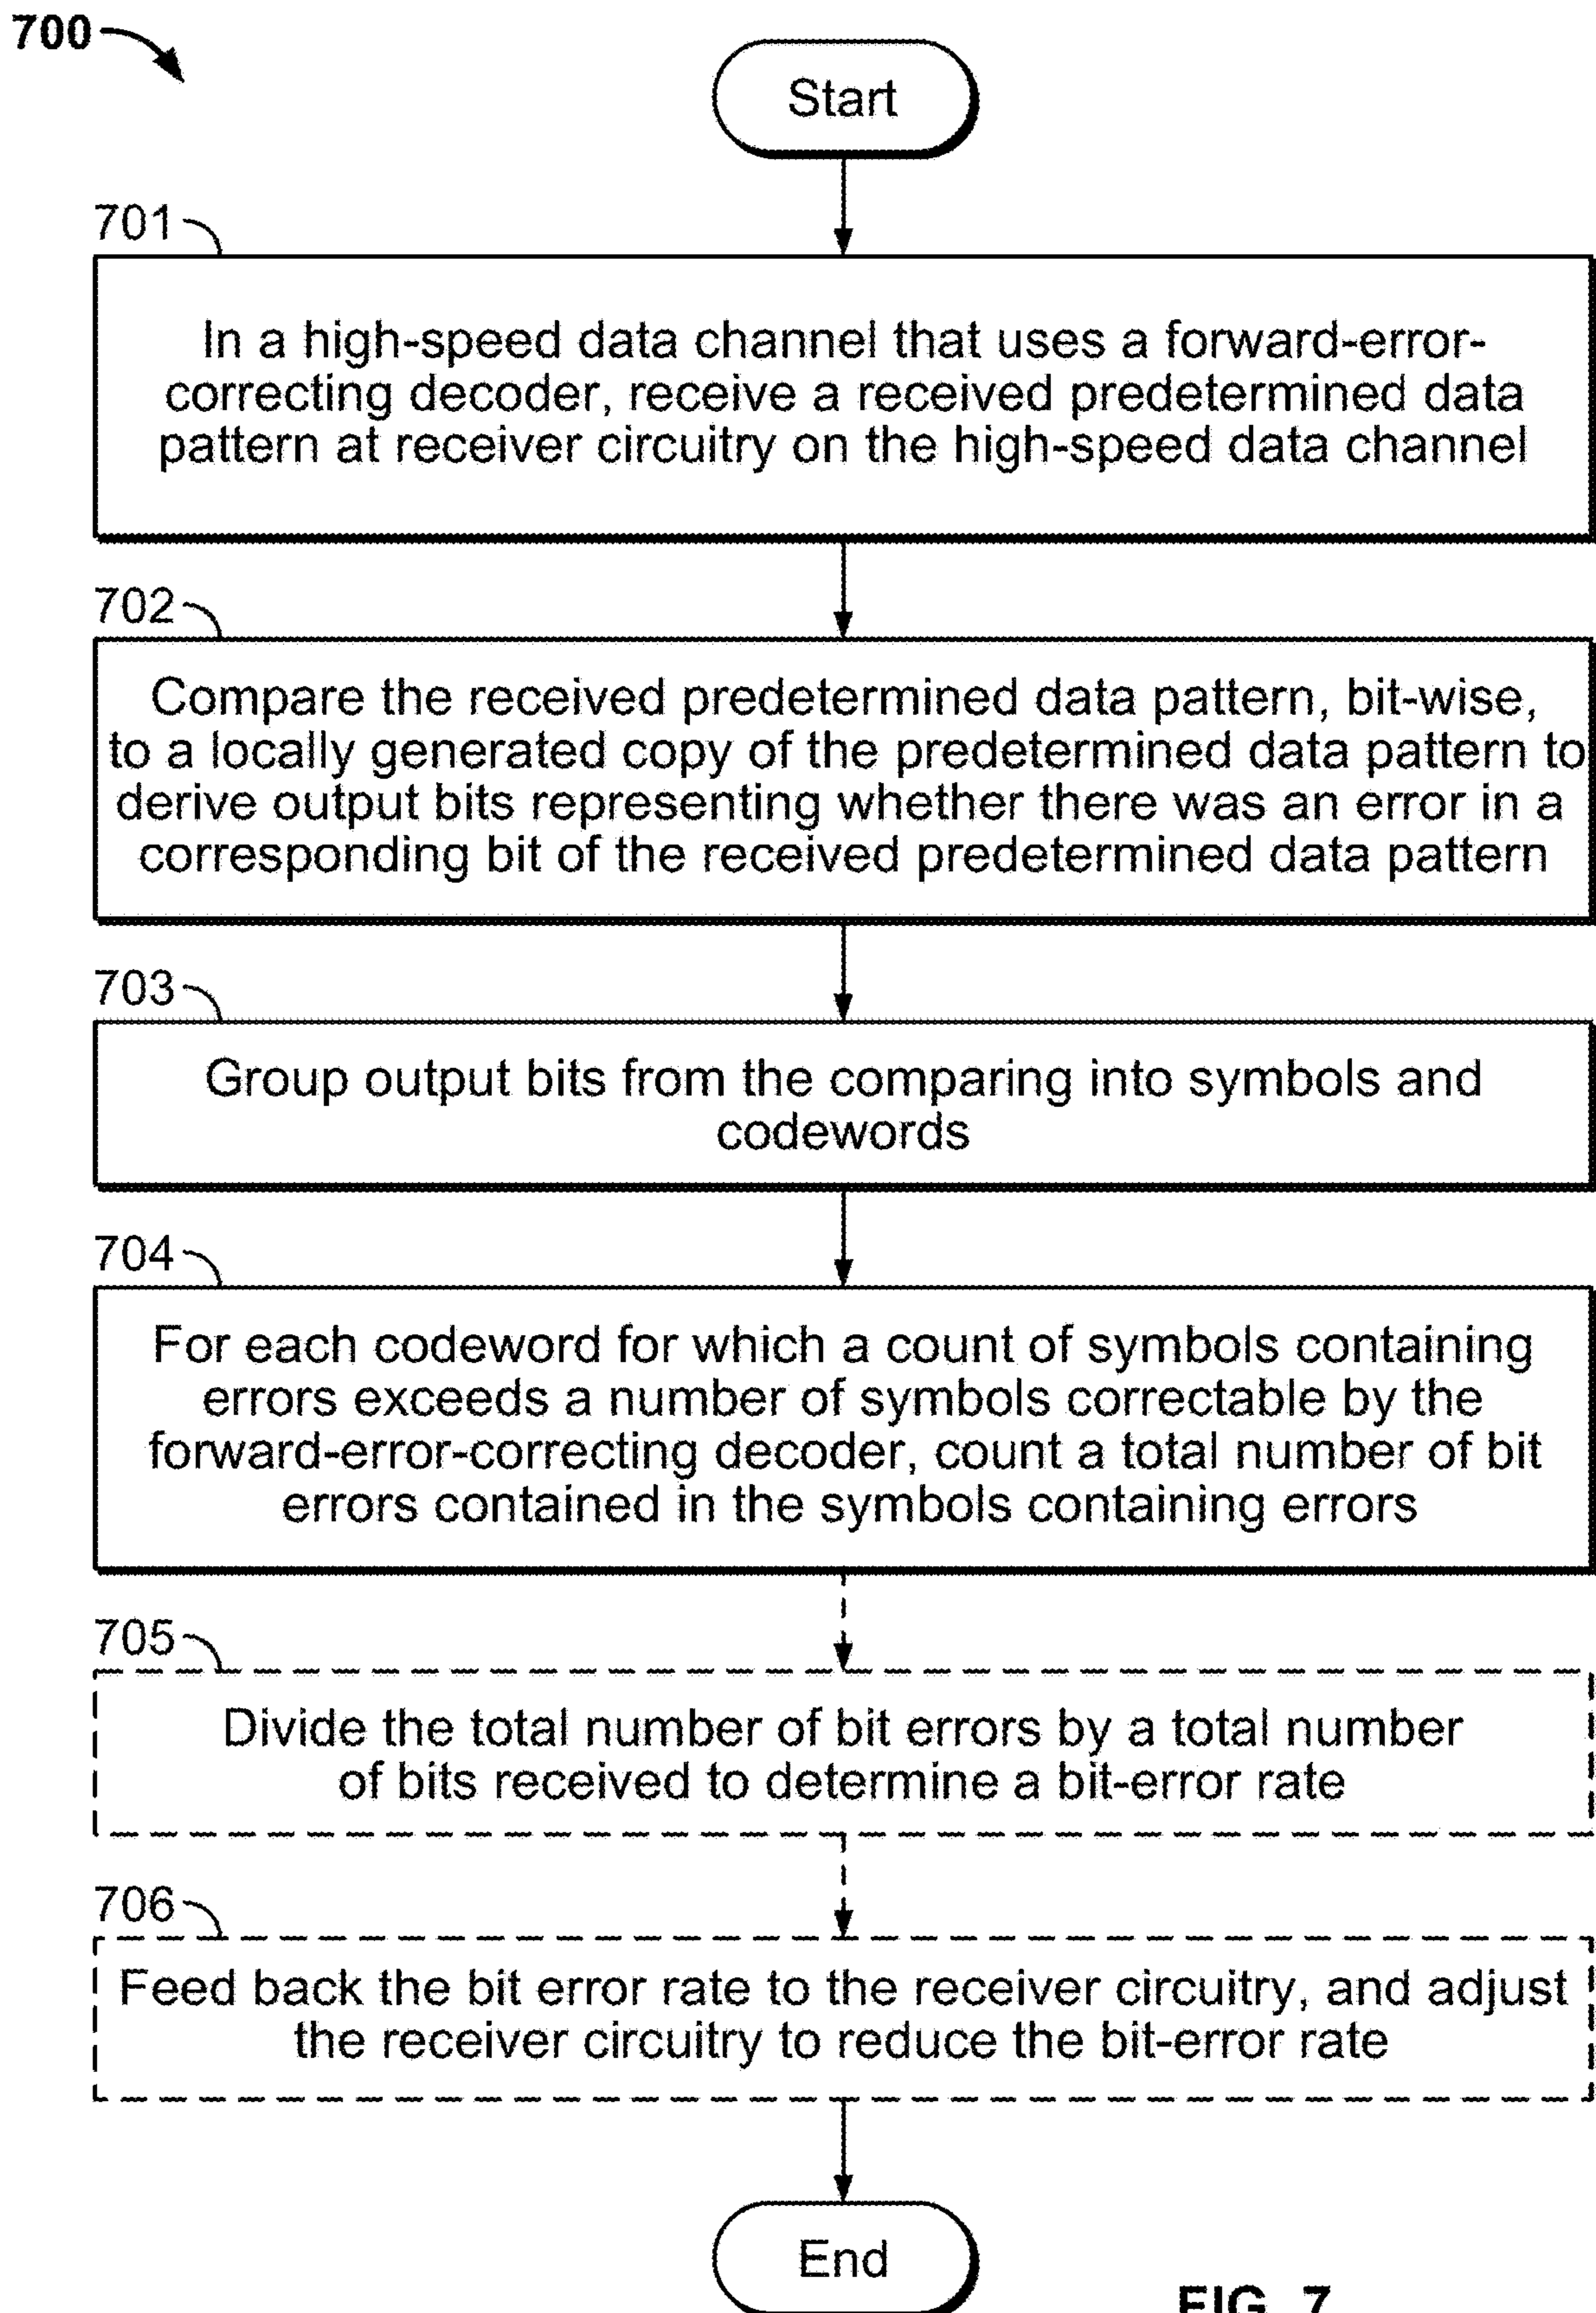 700
Start
701
In a high-speed data channel that uses a forward-error-
correcting decoder, receive a received predetermined data
pattern at receiver circuitry on the high-speed data channel
702
Compare the received predetermined data pattern, bit-wise,
to a locally generated copy of the predetermined data pattern to
derive output bits representing whether there was an error in a
corresponding bit of the received predetermined data pattern
703
Group output bits from the comparing into symbols and
codewords
704
For each codeword for which a count of symbols containing
errors exceeds a number of symbols correctable by the
forward-error-correcting decoder, count a total number of bit
errors contained in the symbols containing errors
705
Divide the total number of bit errors by a total number
of bits received to determine a bit-error rate
706
Feed back the bit error rate to the receiver circuitry, and adjust
the receiver circuitry to reduce the bit-error rate
End
FIG. 7